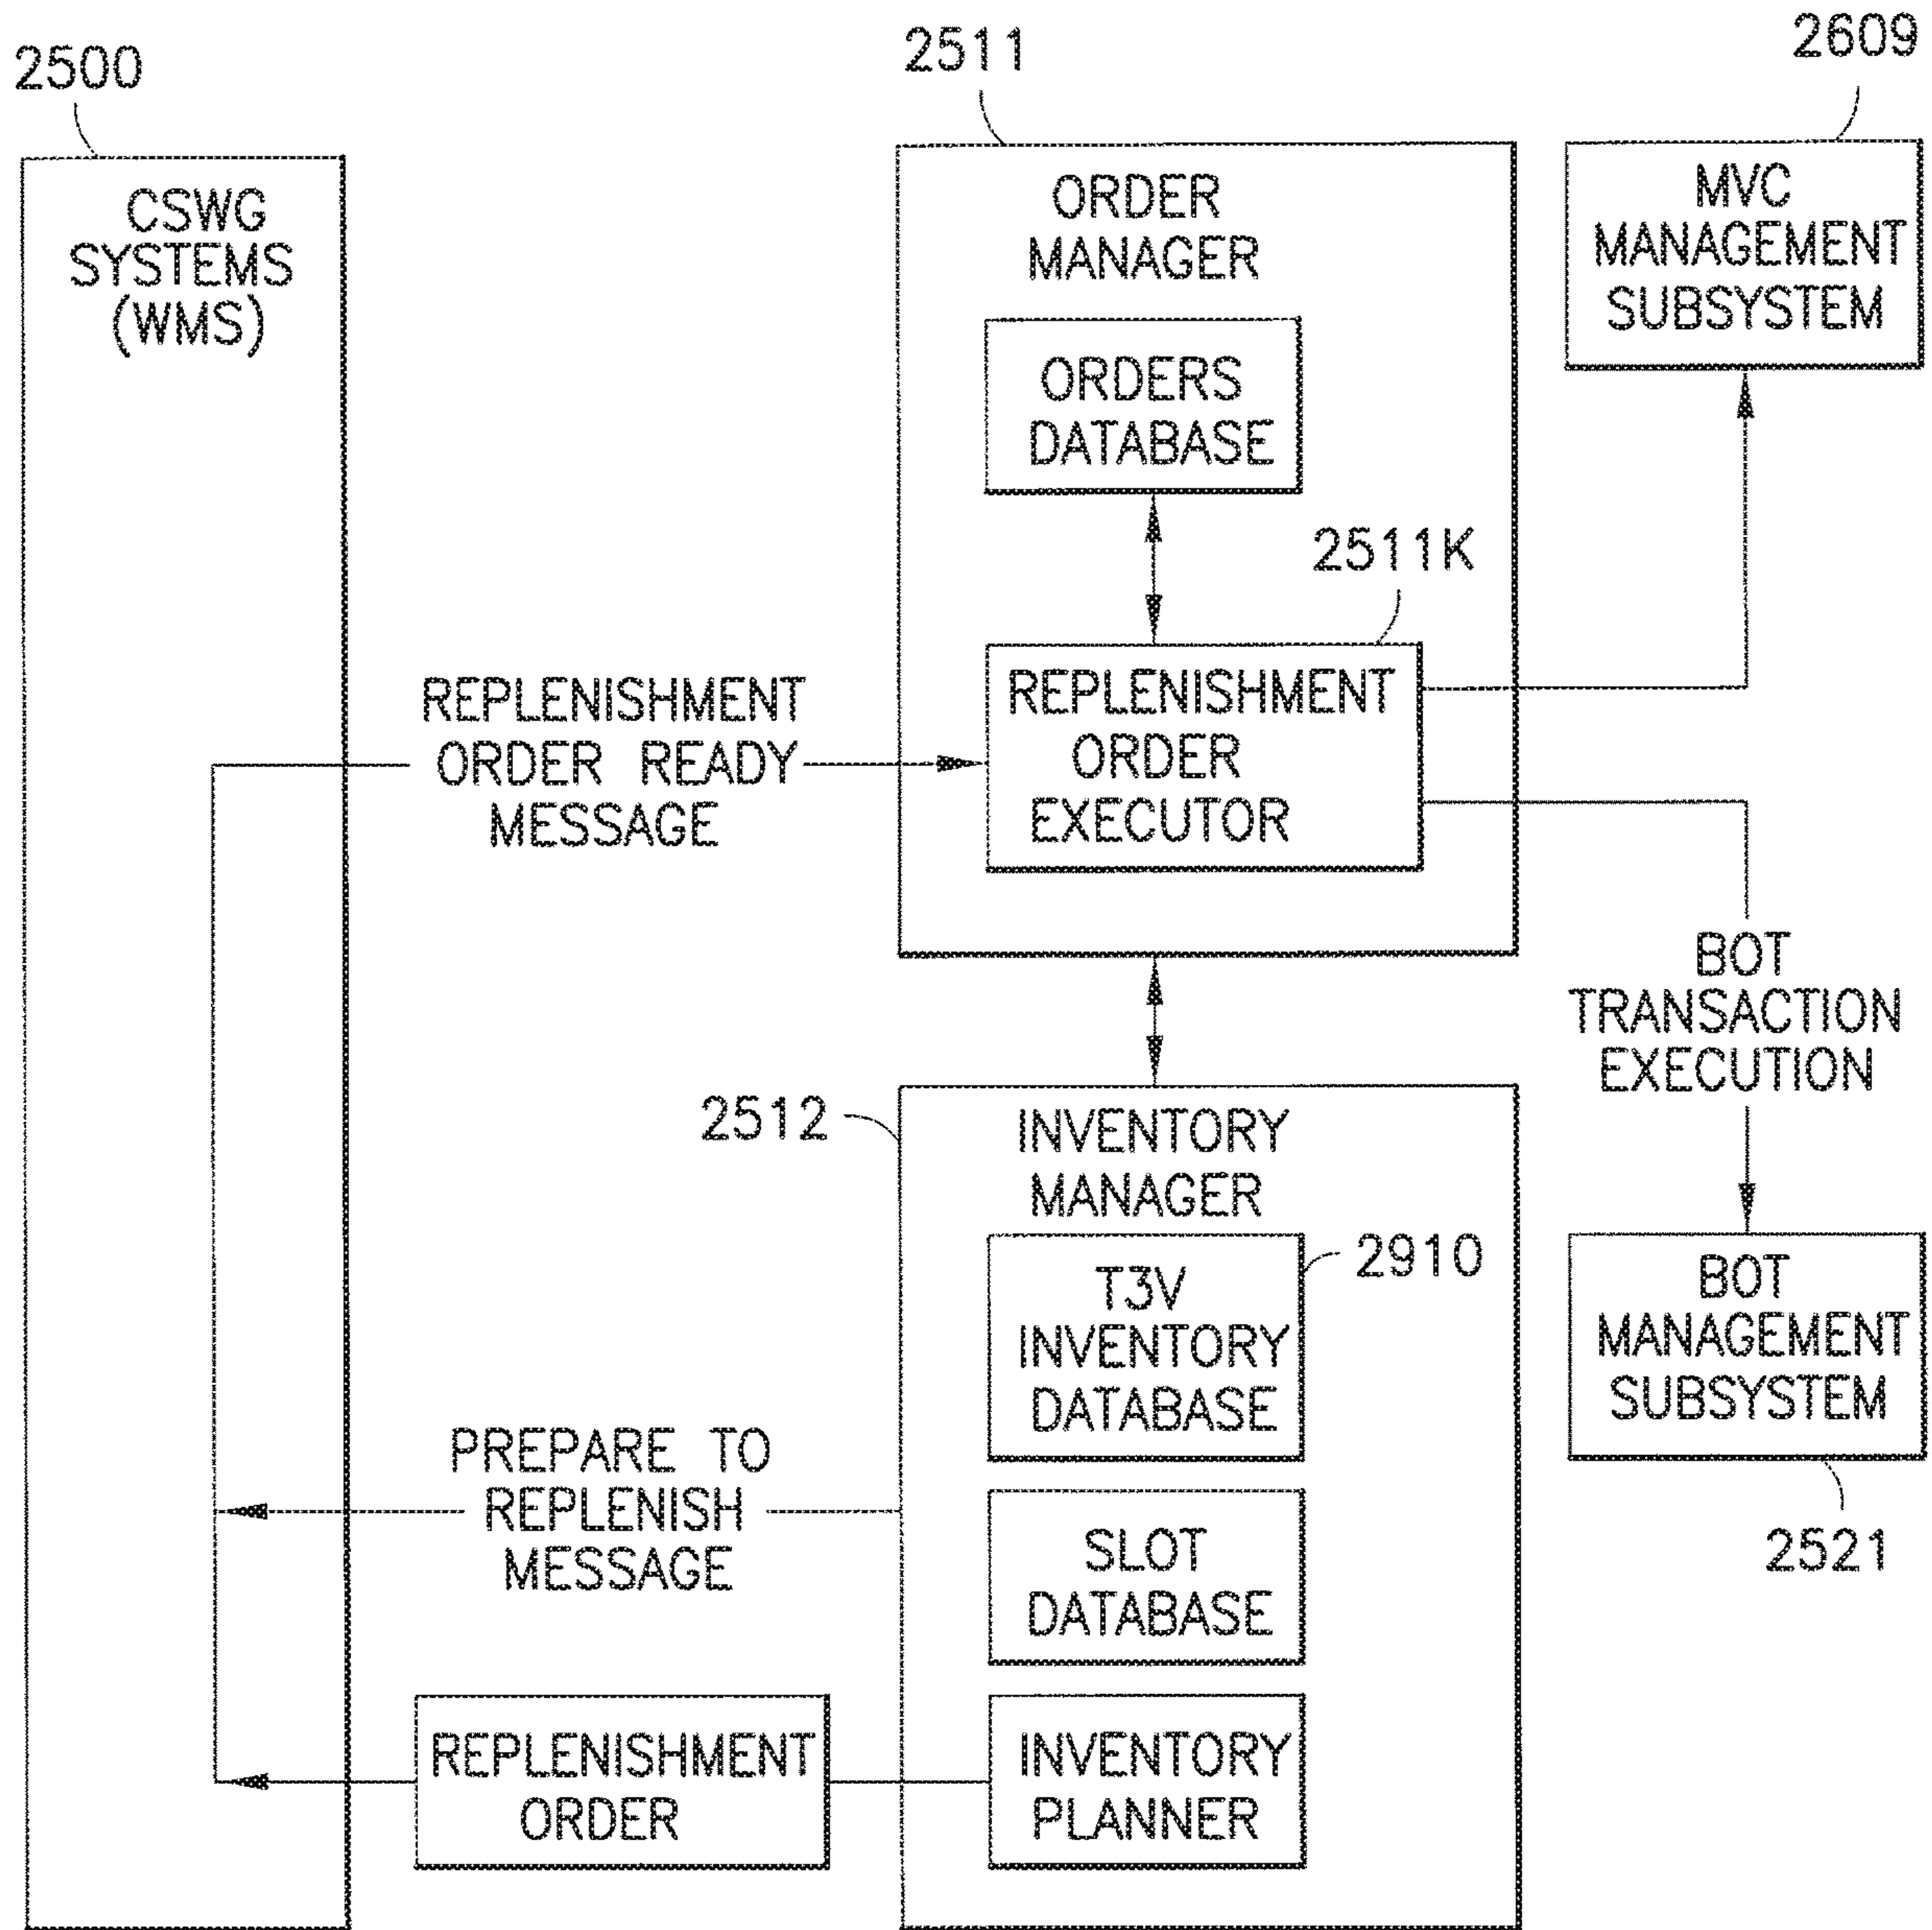 2500
2511
2609
CSWG
SYSTEMS
(WMS)
ORDER
MANAGER
MVC
MANAGEMENT
SUBSYSTEM
ORDERS
DATABASE
2511K
REPLENISHMENT
ORDER READY
MESSAGE
REPLENISHMENT
ORDER
EXECUTOR
BOT
TRANSACTION
EXECUTION
2512
INVENTORY
MANAGER
2910
T3V
INVENTORY
DATABASE
BOT
MANAGEMENT
SUBSYSTEM
2521
PREPARE TO
REPLENISH
MESSAGE
SLOT
DATABASE
REPLENISHMENT
ORDER
INVENTORY
PLANNER